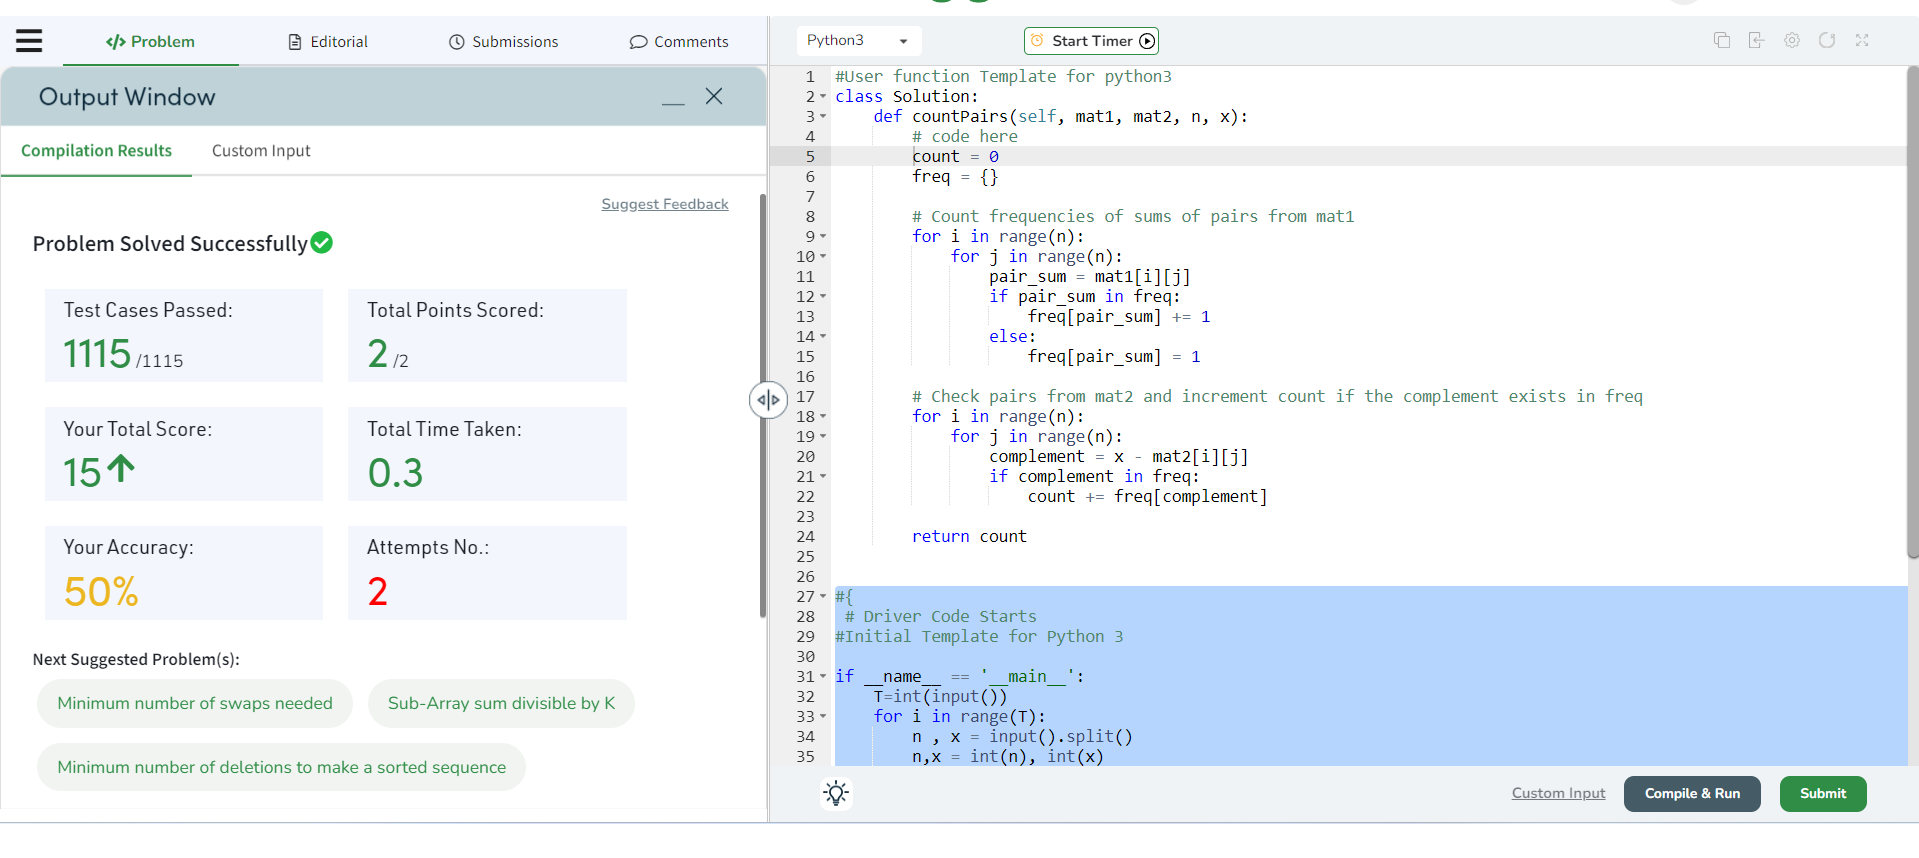 Problem
Editorial
Submissions
Comments
Output Window
Compilation Results
Custom Input
Suggest Feedback
Problem Solved Successfully
Test Cases Passed:
1115 /1115
Total Points Scored:
2 /2
Your Total Score:
15
Total Time Taken:
0.3
Your Accuracy:
50%
Attempts No.:
2
Next Suggested Problem(s):
Minimum number of swaps needed
Sub-Array sum divisible by K
Minimum number of deletions to make a sorted sequence
Python3
Start Timer
1 #User function Template for python3
2 class Solution:
3     def countPairs(self, mat1, mat2, n, x):
4         # code here
5         count = 0
6         freq = {}
7
8         # Count frequencies of sums of pairs from mat1
9         for i in range(n):
10             for j in range(n):
11                 pair_sum = mat1[i][j]
12                 if pair_sum in freq:
13                     freq[pair_sum] += 1
14                 else:
15                     freq[pair_sum] = 1
16
17         # Check pairs from mat2 and increment count if the complement exists in freq
18         for i in range(n):
19             for j in range(n):
20                 complement = x - mat2[i][j]
21                 if complement in freq:
22                     count += freq[complement]
23
24         return count
25
26
27 #{
28  # Driver Code Starts
29 #Initial Template for Python 3
30
31 if __name__ == '__main__':
32     T=int(input())
33     for i in range(T):
34         n , x = input().split()
35         n,x = int(n), int(x)
Custom Input
Compile & Run
Submit